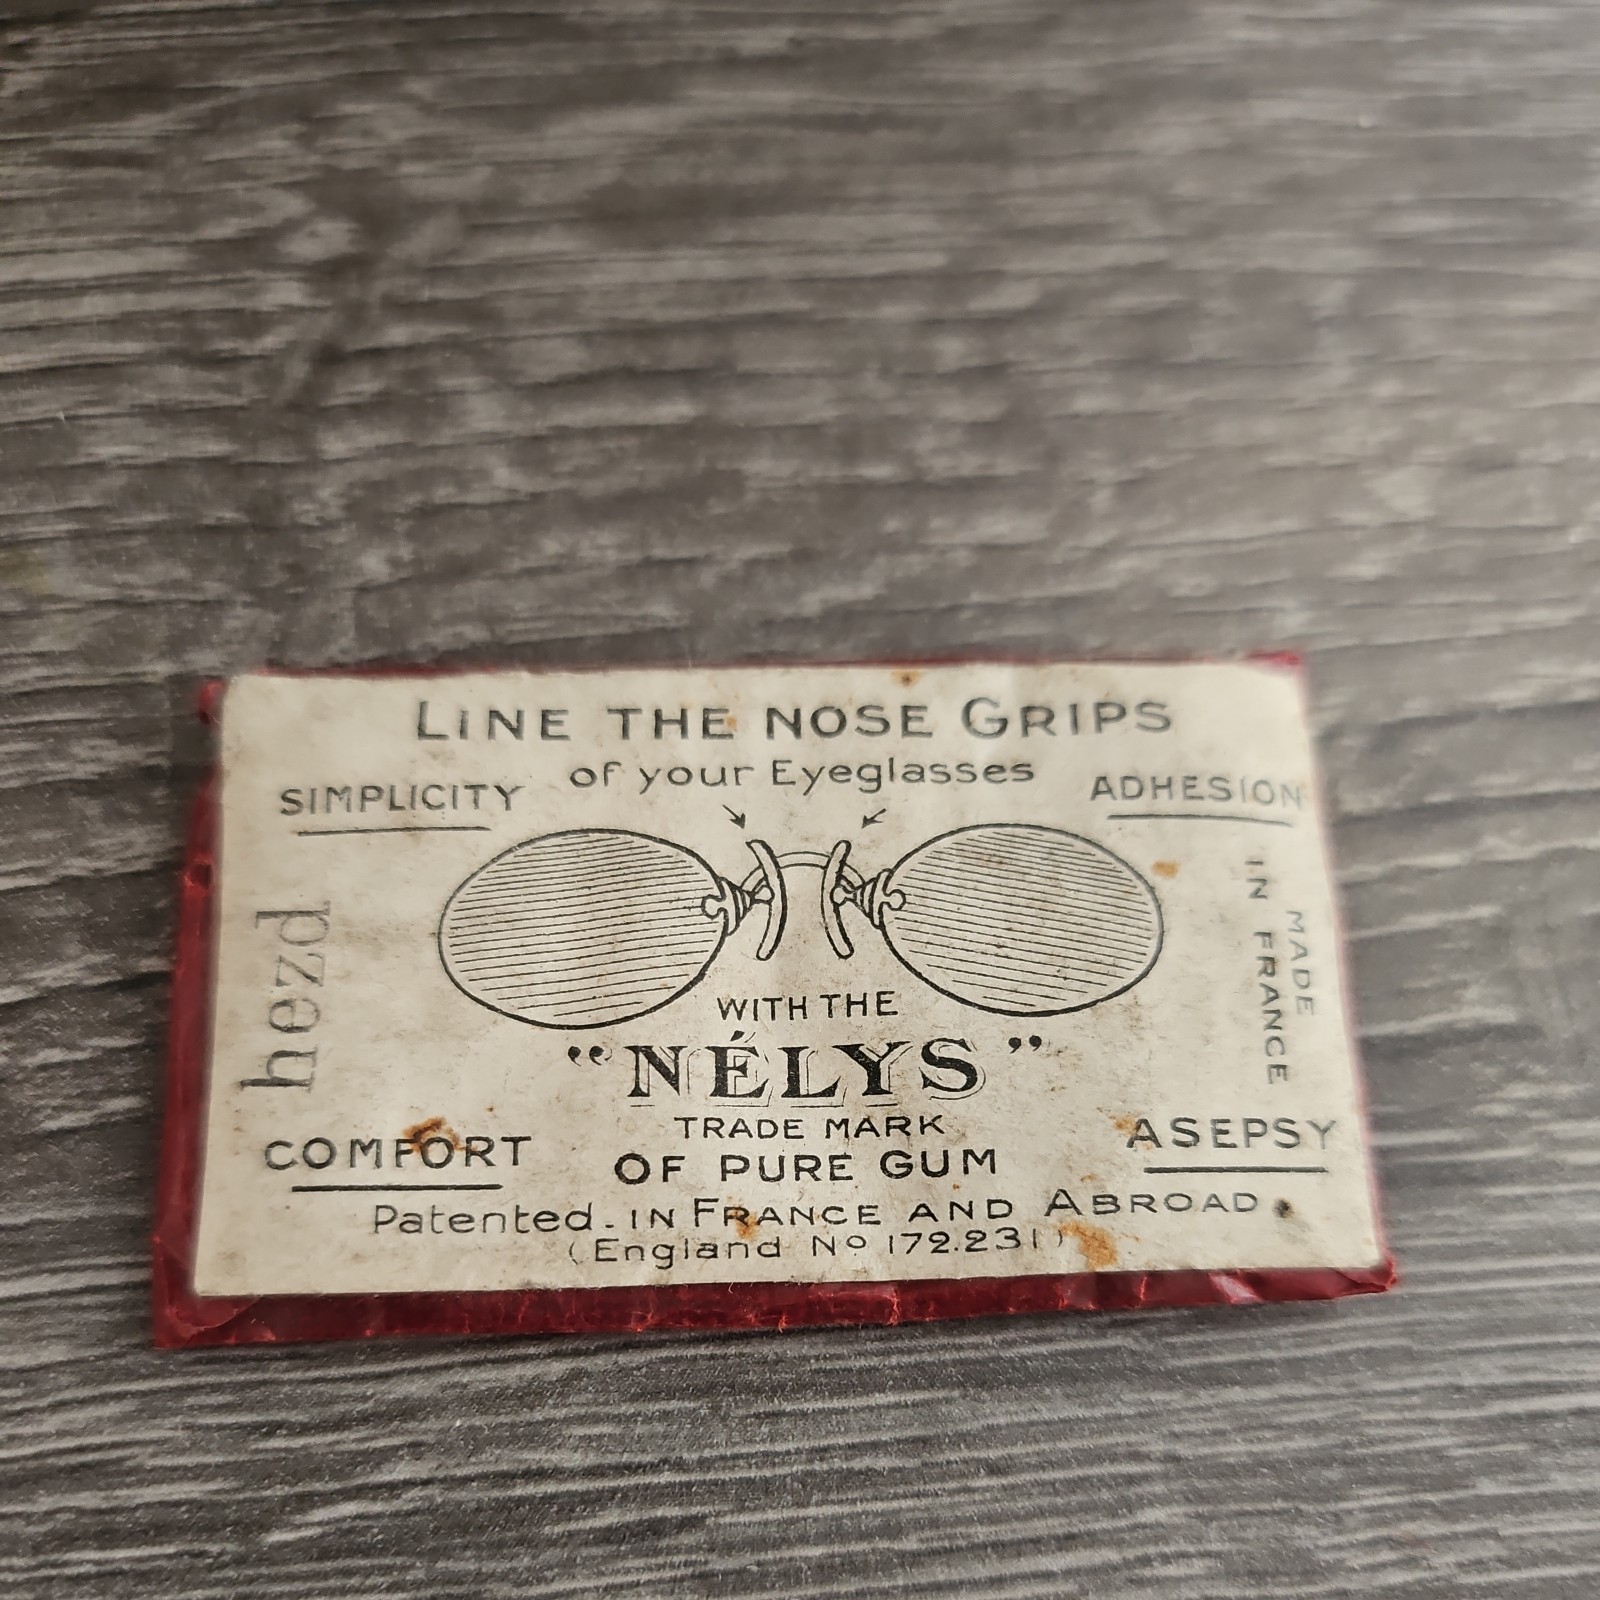 LINE THE NOSE GRIPS
of your Eyeglasses
SIMPLICITY
ADHESION
hezd
MADE
IN FRANCE
WITH THE
"NÉLYS"
TRADE MARK
OF PURE GUM
COMFORT
ASEPSY
Patented - IN FRANCE AND ABROAD.
(England No 172.231)